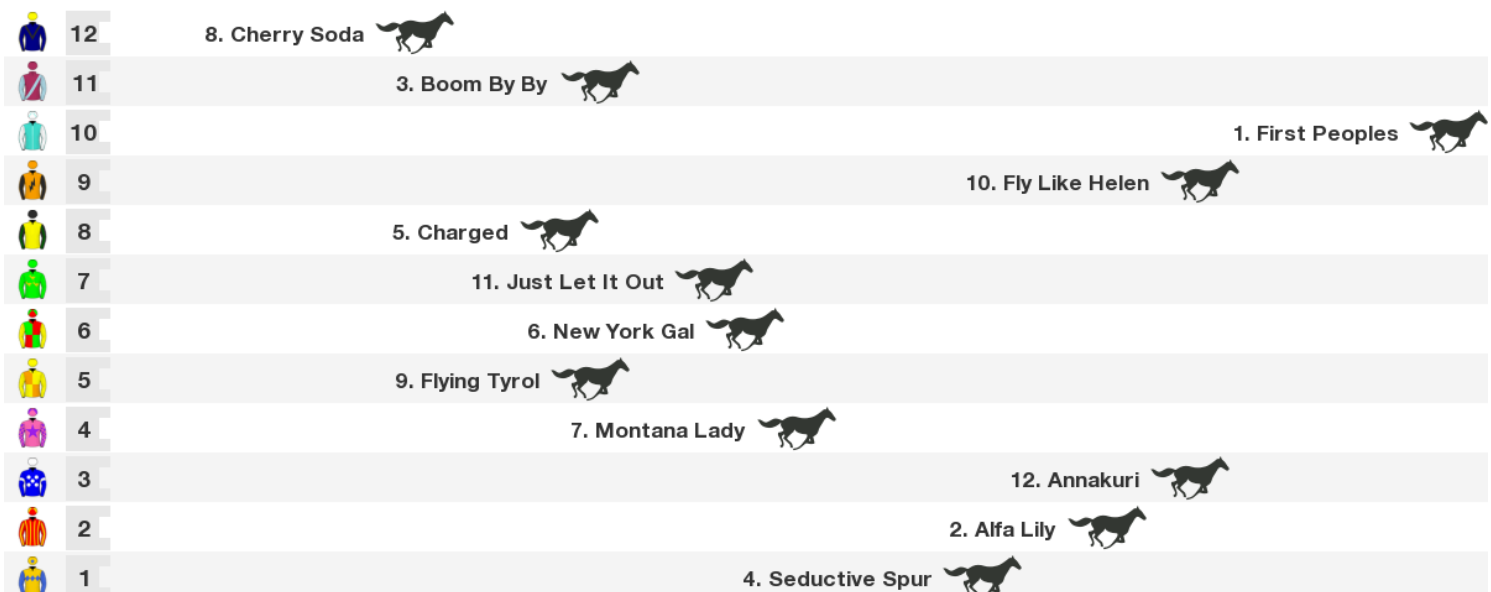 12 8. Cherry Soda
11 3. Boom By By
10 1. First Peoples
9 10. Fly Like Helen
8 5. Charged
7 11. Just Let It Out
6 6. New York Gal
5 9. Flying Tyrol
4 7. Montana Lady
3 12. Annakuri
2 2. Alfa Lily
1 4. Seductive Spur